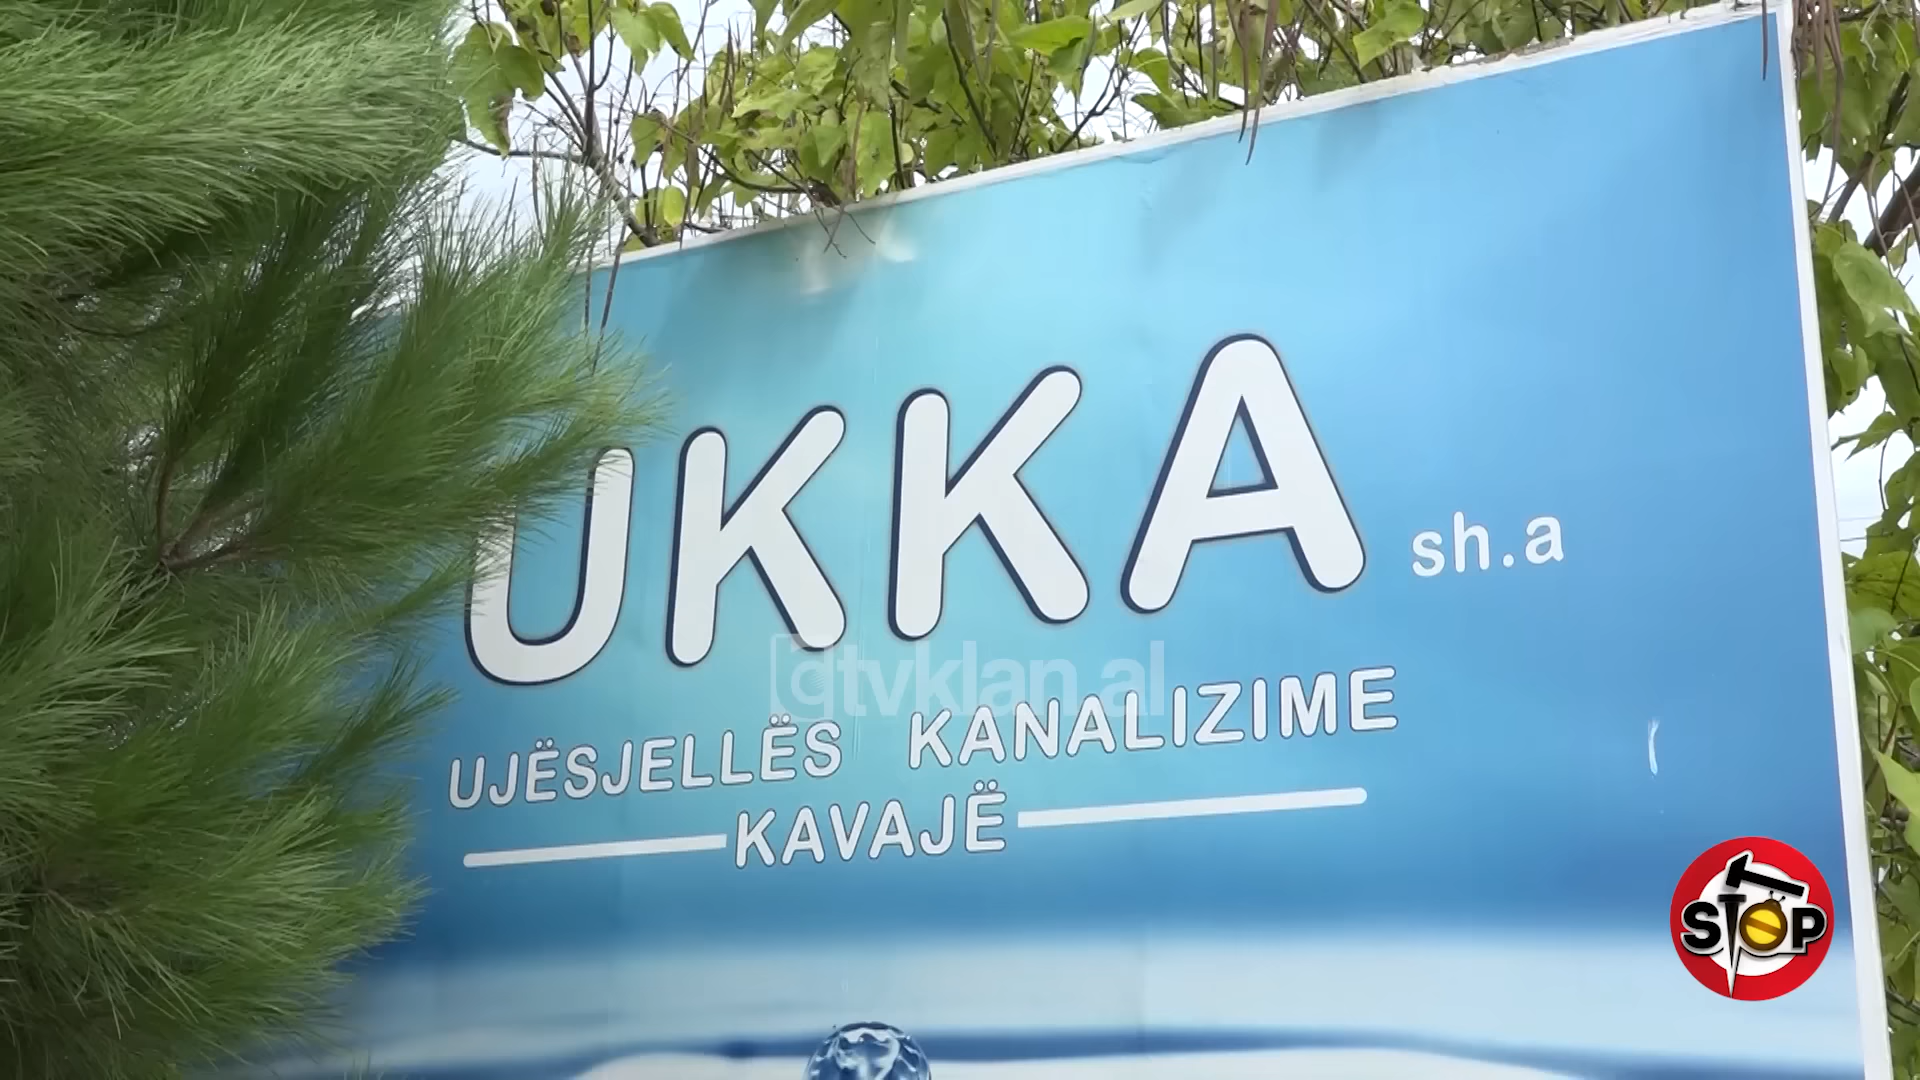 UKKA sh.a
tvklan.al
UJËSJELLËS KANALIZIME
KAVAJË
STOP